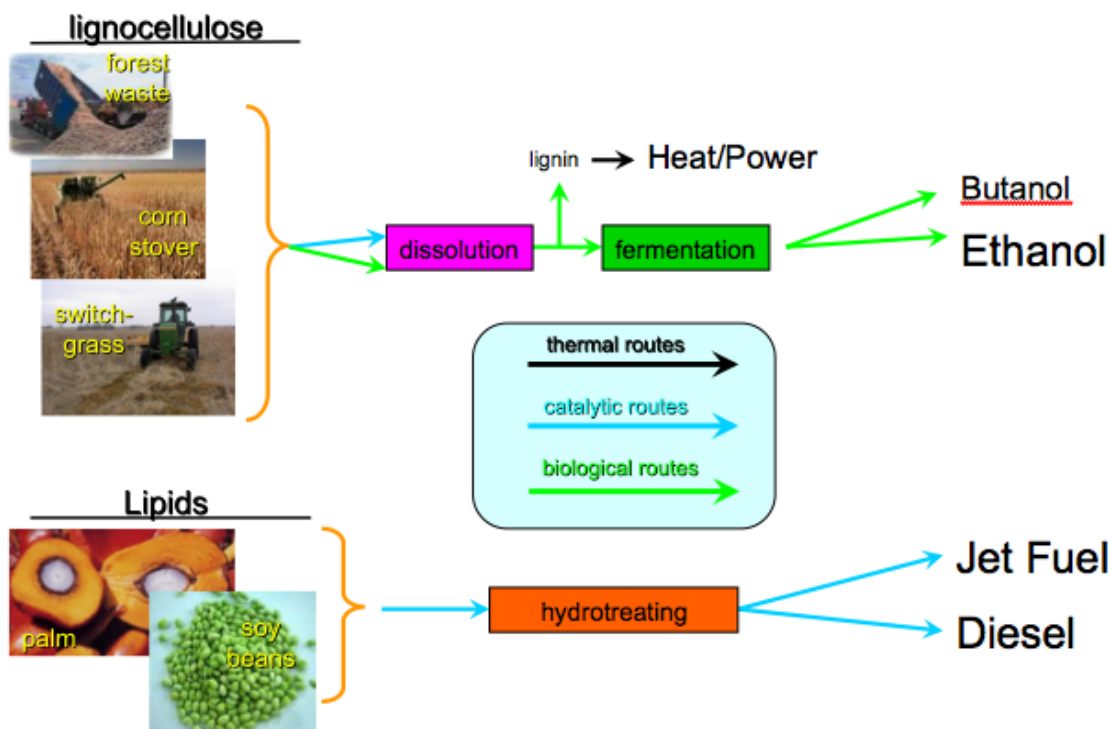 lignocellulose
forest
waste
corn
stover
switch-
grass
lignin
Heat/Power
dissolution
fermentation
Butanol
Ethanol
thermal routes
catalytic routes
biological routes
Lipids
palm
soy
beans
hydrotreating
Jet Fuel
Diesel